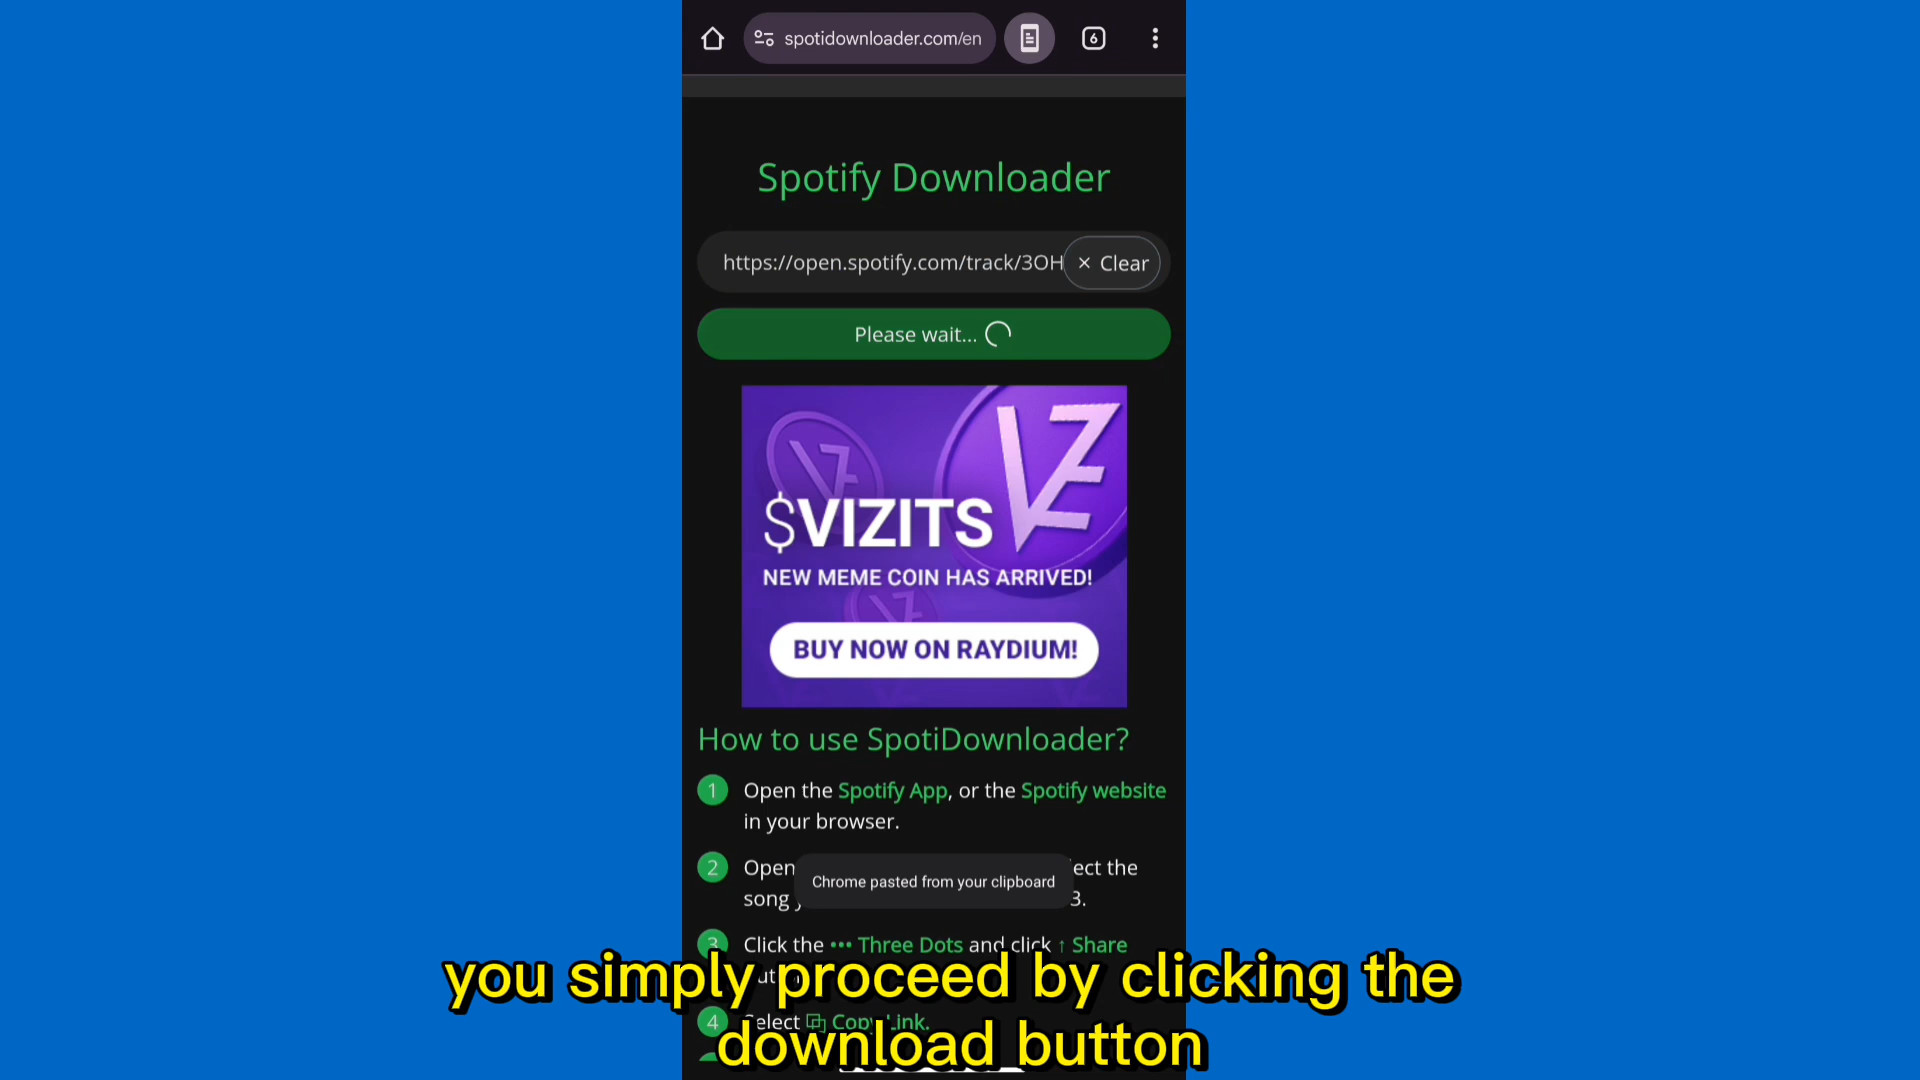 spotidownloader.com/en
6
Spotify Downloader
https://open.spotify.com/track/3OH
× Clear
Please wait...
$VIZITS
NEW MEME COIN HAS ARRIVED!
BUY NOW ON RAYDIUM!
How to use SpotiDownloader?
1 Open the Spotify App, or the Spotify website
in your browser.
2 Open ect the
song 3.
Chrome pasted from your clipboard
3 Click the ••• Three Dots and click ↑ Share
4 Select Copy Link.
you simply proceed by clicking the
download button